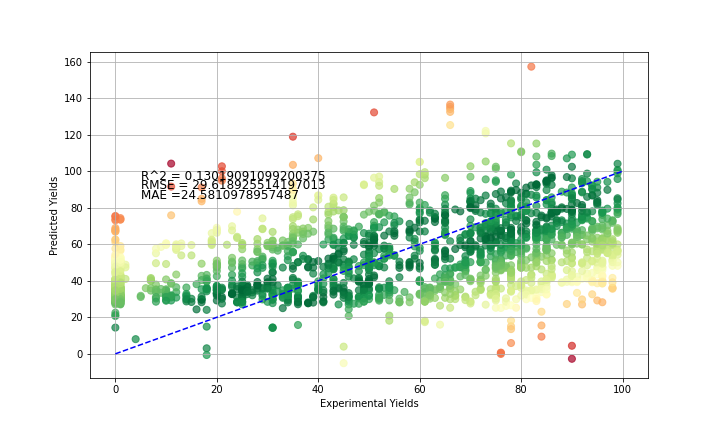 160
140
120
100
80
60
40
20
0
Predicted Yields
R^2 = 0.13019091099200375
RMSE = 29.618925514197013
MAE =24.5810978957487
0 20 40 60 80 100
Experimental Yields